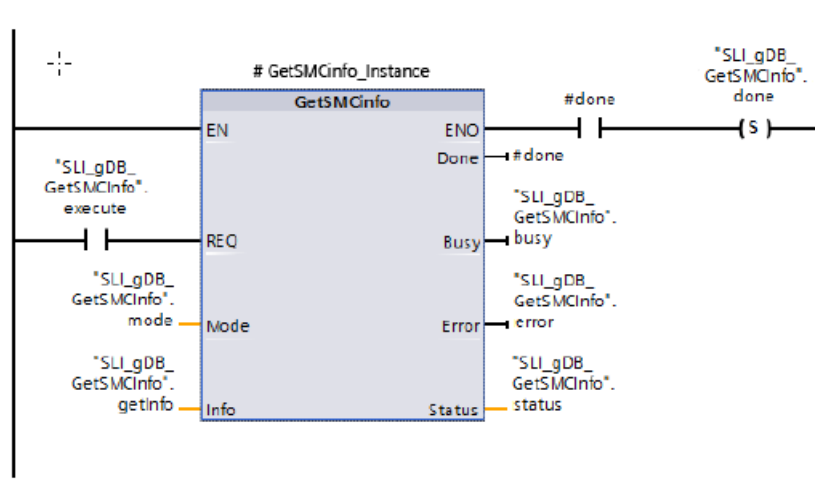 "SLI_gDB_
GetSMCInfo".
done
# GetSMCinfo_Instance
GetSMCinfo
#done
EN
ENO
Done
#done
"SLI_gDB_
GetSMCInfo".
execute
"SLI_gDB_
GetSMCInfo".
busy
REQ
Busy
"SLI_gDB_
GetSMCInfo".
mode
"SLI_gDB_
GetSMCInfo".
error
Mode
Error
"SLI_gDB_
GetSMCInfo".
getInfo
"SLI_gDB_
GetSMCInfo".
status
Info
Status
( S )